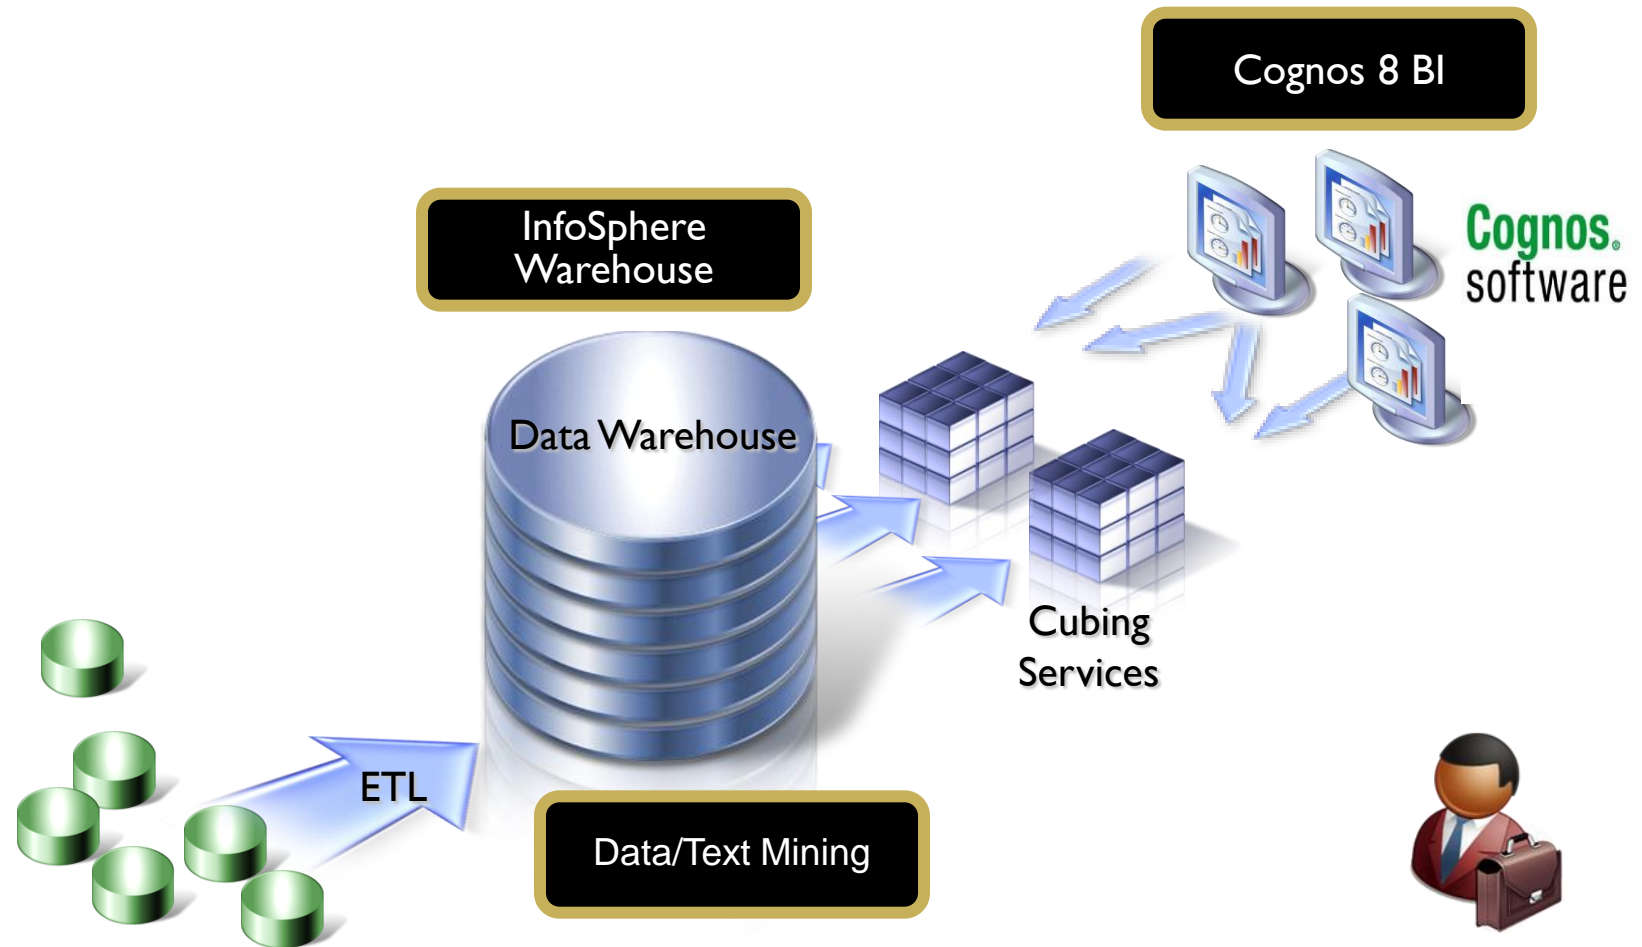 Cognos 8 BI
InfoSphere
Warehouse
Cognos®
software
Data Warehouse
Cubing
Services
ETL
Data/Text Mining